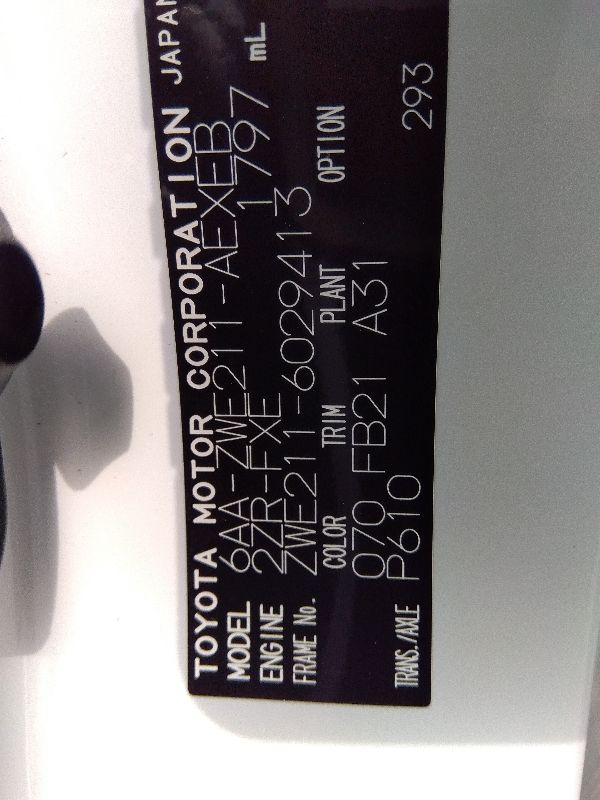 TOYOTA MOTOR CORPORATION JAPAN
MODEL 6AA-ZWE211-AEXEB
ENGINE 2ZR-FXE 1797 mL
FRAME No. ZWE211-6029413
COLOR TRIM PLANT OPTION
070 FB21 A31
TRANS./AXLE P610 293